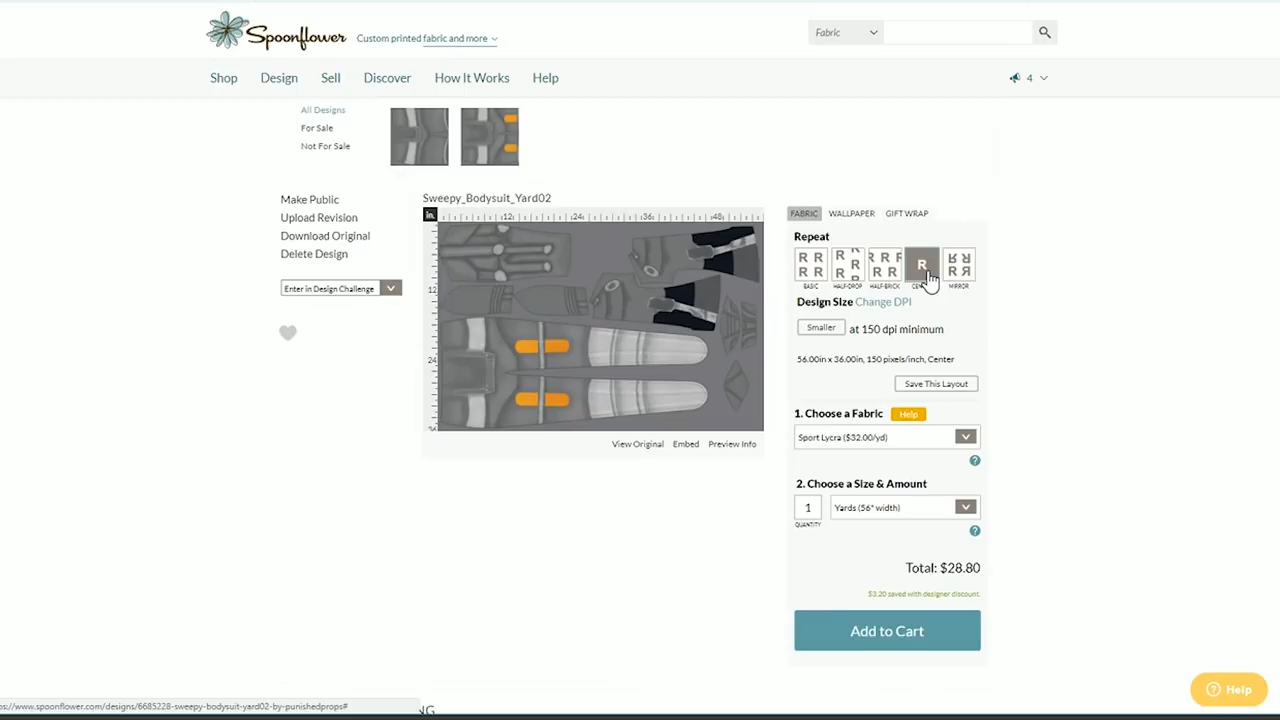 Spoonflower
Custom printed fabric and more
Fabric
Shop
Design
Sell
Discover
How It Works
Help
4
All Designs
For Sale
Not For Sale
Make Public
Upload Revision
Download Original
Delete Design
Enter in Design Challenge
Sweepy_Bodysuit_Yard02
in.
12
24
36
48
12
24
View Original
Embed
Preview Info
FABRIC
WALLPAPER
GIFT WRAP
Repeat
R R R R R R R R R R R R
BASIC
HALF-DROP
HALF-BRICK
MIRROR
Design Size Change DPI
Smaller
at 150 dpi minimum
56.00in x 36.00in, 150 pixels/inch, Center
Save This Layout
1. Choose a Fabric
Help
Sport Lycra ($32.00/yd)
?
2. Choose a Size & Amount
1
Yards (56" width)
QUANTITY
?
Total: $28.80
$3.20 saved with designer discount.
Add to Cart
? Help
ps://www.spoonflower.com/designs/6685228-sweepy-bodysuit-yard02-by-punishedprops#
NG